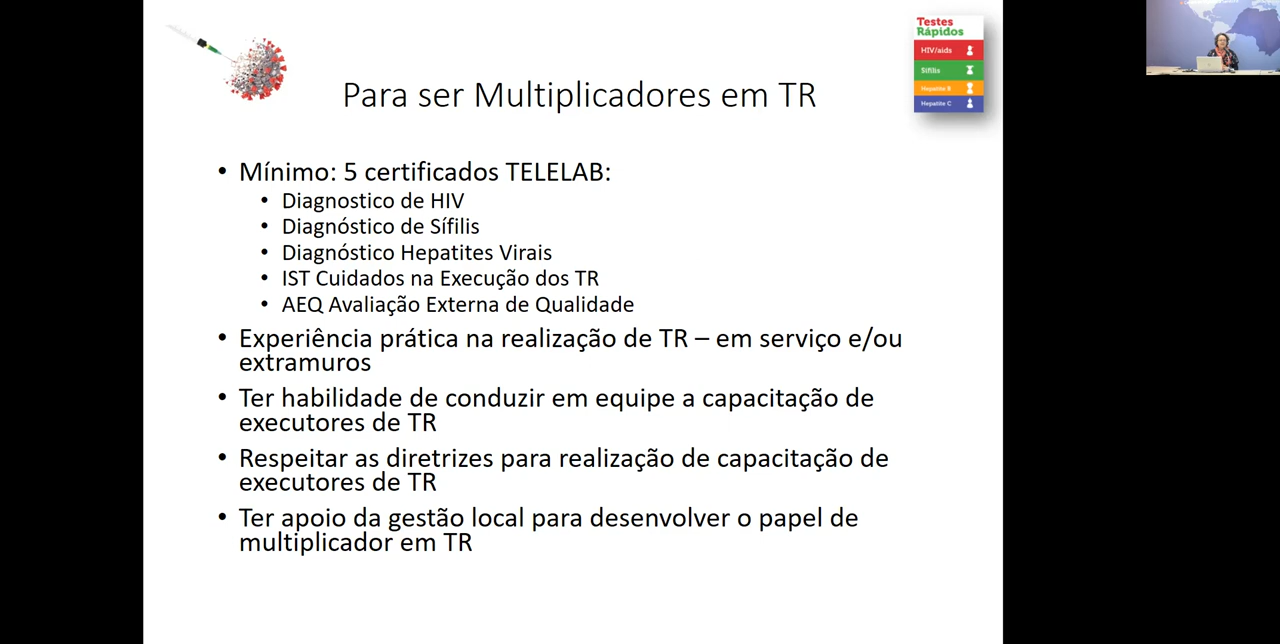 Testes
Rápidos
HIV/aids
Sífilis
Hepatite B
Hepatite C
Para ser Multiplicadores em TR
• Mínimo: 5 certificados TELELAB:
• Diagnostico de HIV
• Diagnóstico de Sífilis
• Diagnóstico Hepatites Virais
• IST Cuidados na Execução dos TR
• AEQ Avaliação Externa de Qualidade
• Experiência prática na realização de TR – em serviço e/ou
extramuros
• Ter habilidade de conduzir em equipe a capacitação de
executores de TR
• Respeitar as diretrizes para realização de capacitação de
executores de TR
• Ter apoio da gestão local para desenvolver o papel de
multiplicador em TR